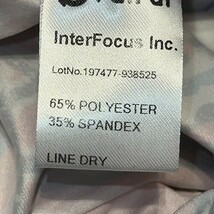 InterFocus Inc.
LotNo.197477-938525
65% POLYESTER
35% SPANDEX
LINE DRY